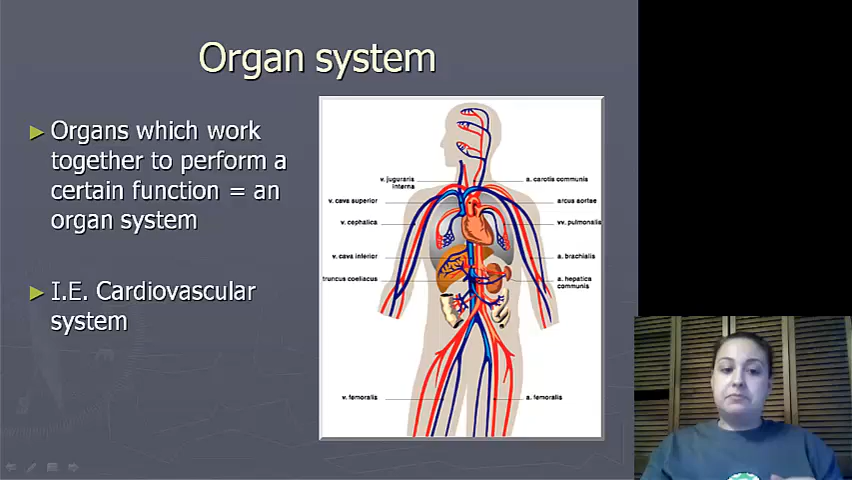 Organ system
► Organs which work
together to perform a
certain function = an
organ system
► I.E. Cardiovascular
system
v. juguraris
interna
v. cava superior
v. cephalica
v. cava inferior
truncus coeliacus
v. femoralis
a. carotis communis
arcus aortae
vv. pulmonalis
a. brachialis
a. hepatica
communis
a. femoralis